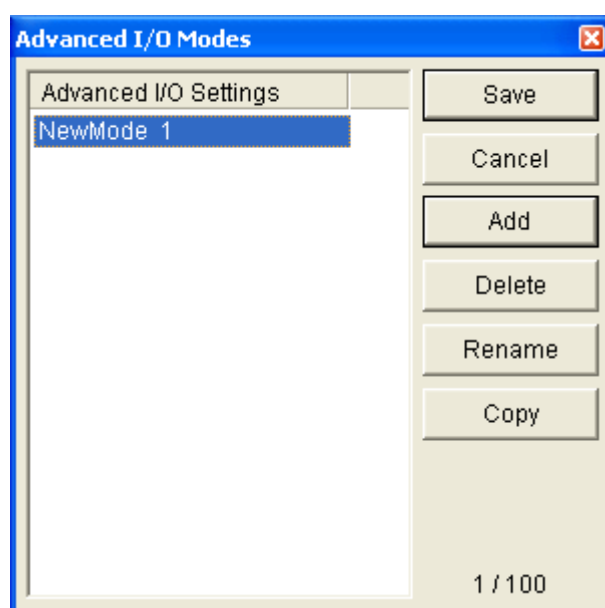 Advanced I/O Modes
Advanced I/O Settings
NewMode 1
Save
Cancel
Add
Delete
Rename
Copy
1 / 100